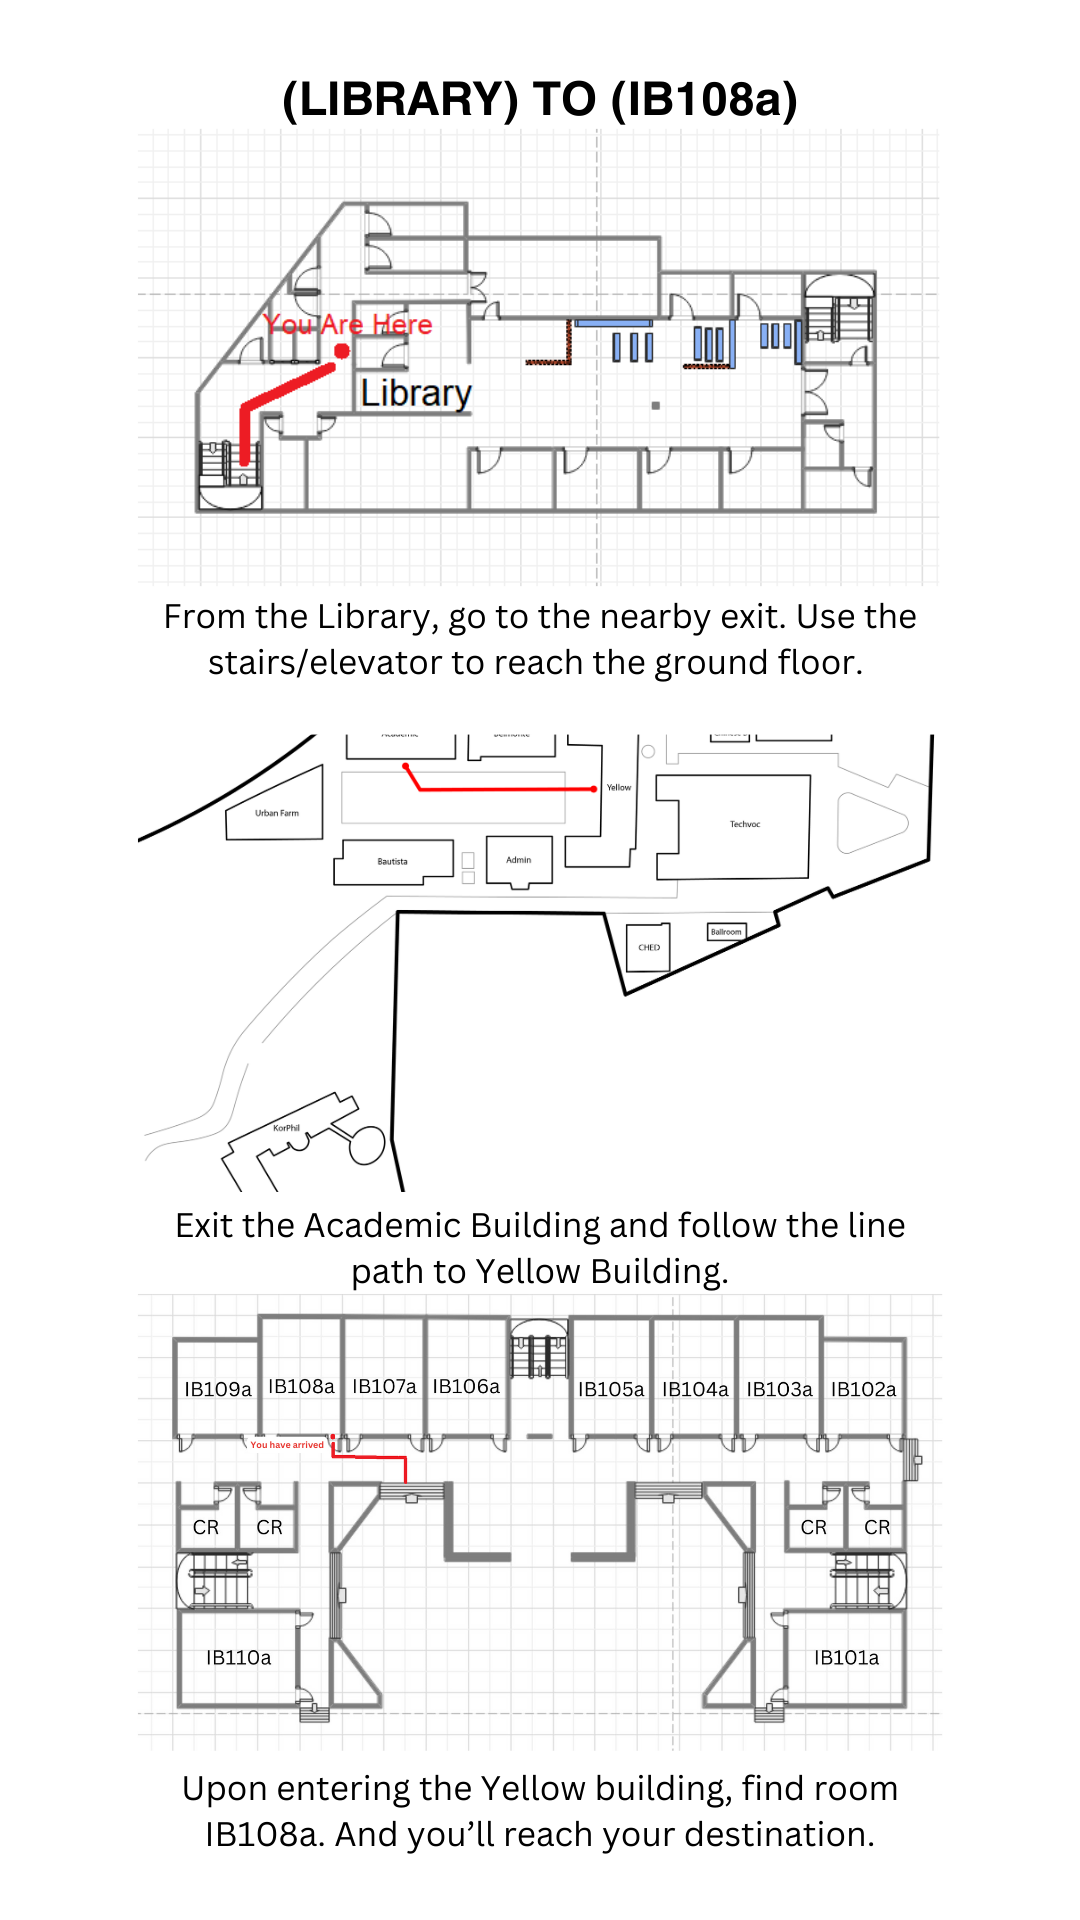 (LIBRARY) TO (IB108a)
You Are Here
Library
From the Library, go to the nearby exit. Use the
stairs/elevator to reach the ground floor.
Academic
Belmonte
Yellow
Urban Farm
Techvoc
Bautista
Admin
CHED
Ballroom
KorPhil
Exit the Academic Building and follow the line
path to Yellow Building.
IB109a
IB108a
IB107a
IB106a
IB105a
IB104a
IB103a
IB102a
You have arrived
CR
CR
CR
CR
IB110a
IB101a
Upon entering the Yellow building, find room
IB108a. And you’ll reach your destination.